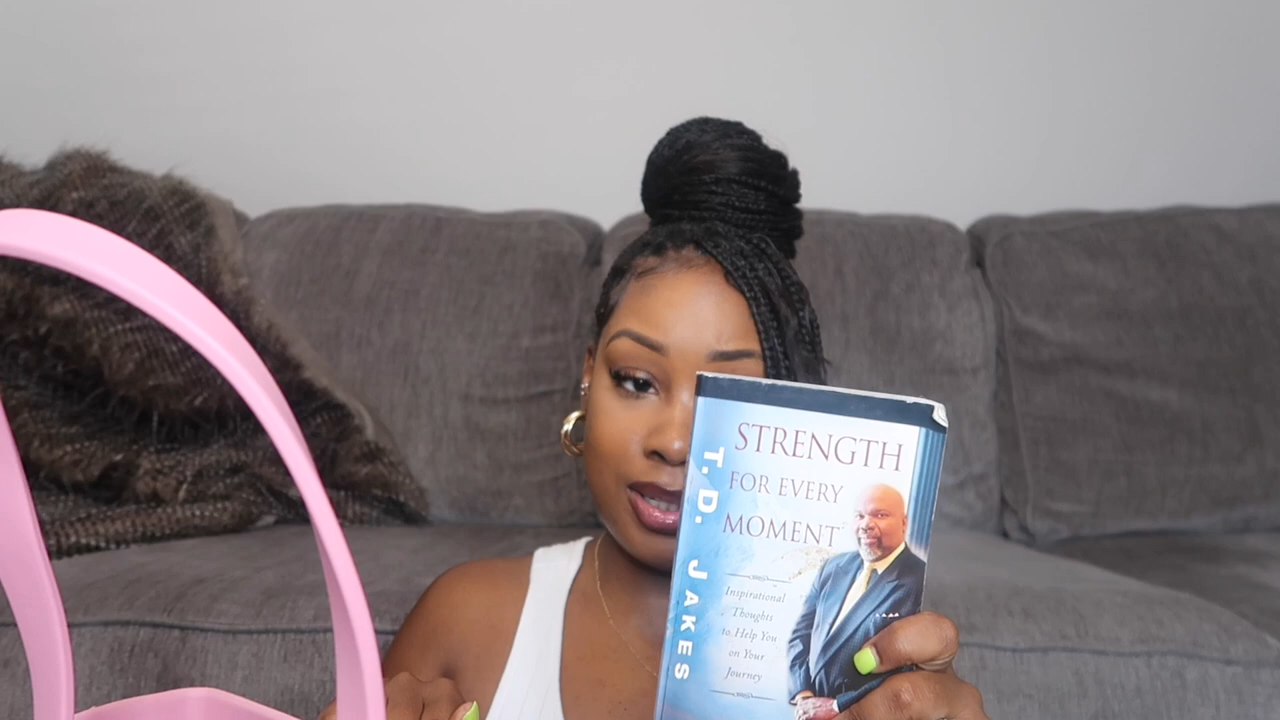 STRENGTH
FOR EVERY
MOMENT
T.D. JAKES
Inspirational
Thoughts
to Help You
on Your
Journey